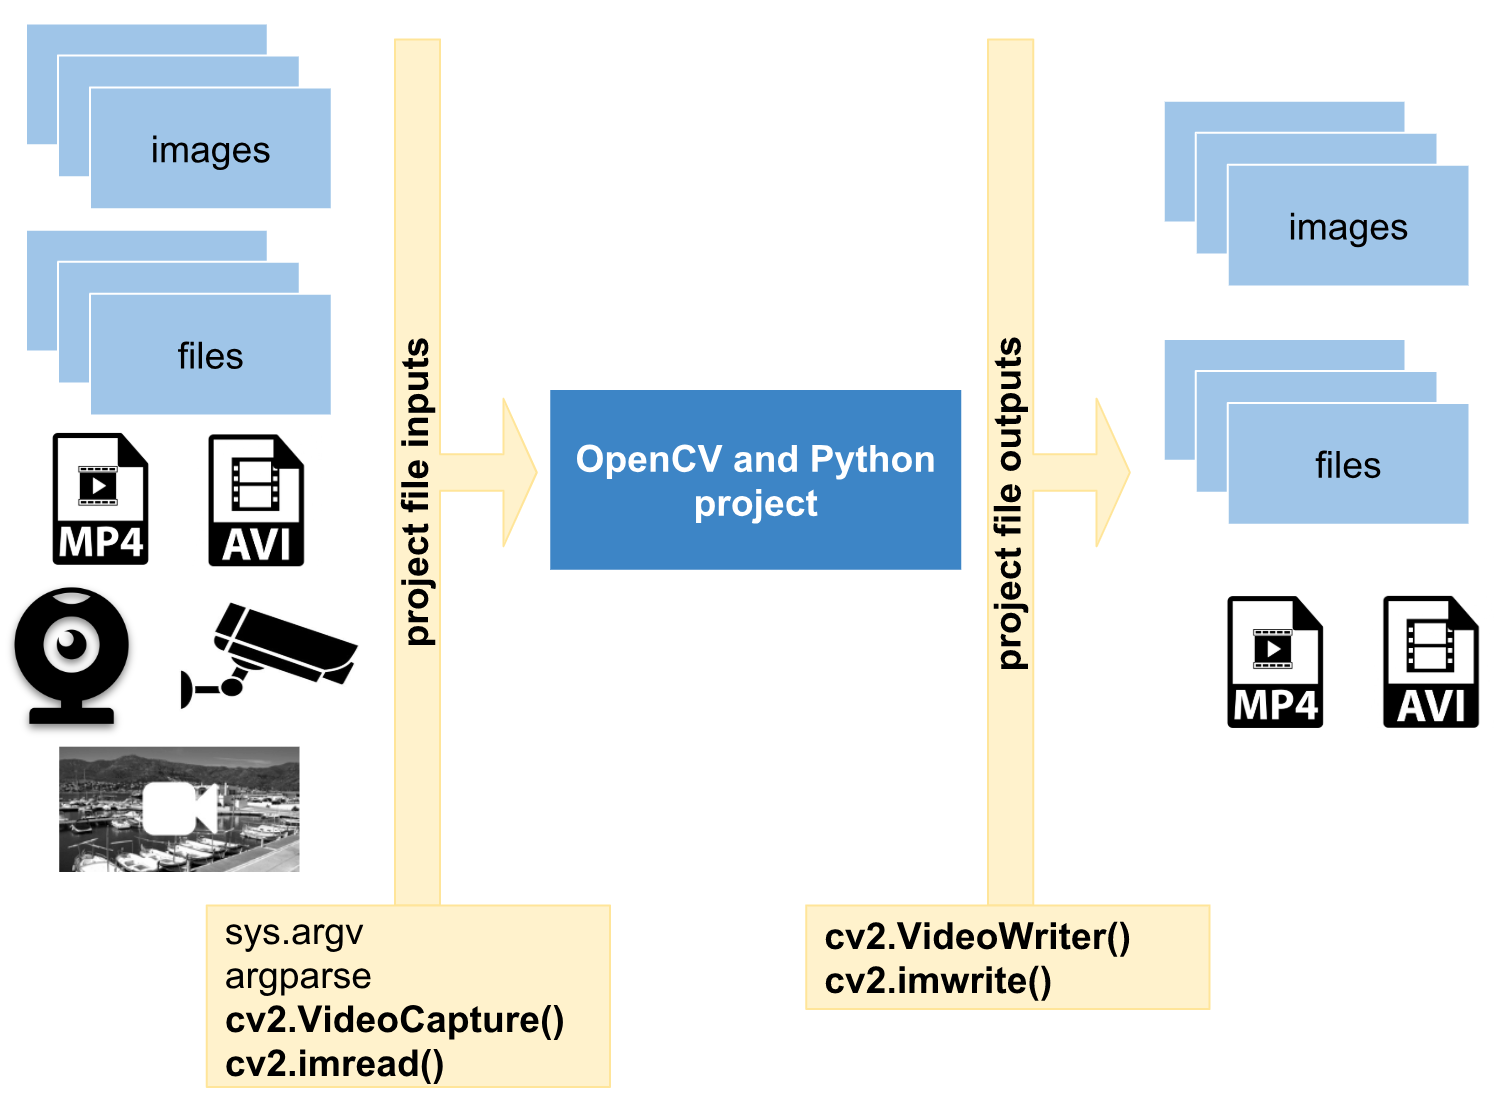 images
files
MP4
AVI
project file inputs
sys.argv
argparse
cv2.VideoCapture()
cv2.imread()
OpenCV and Python
project
project file outputs
cv2.VideoWriter()
cv2.imwrite()
images
files
MP4
AVI